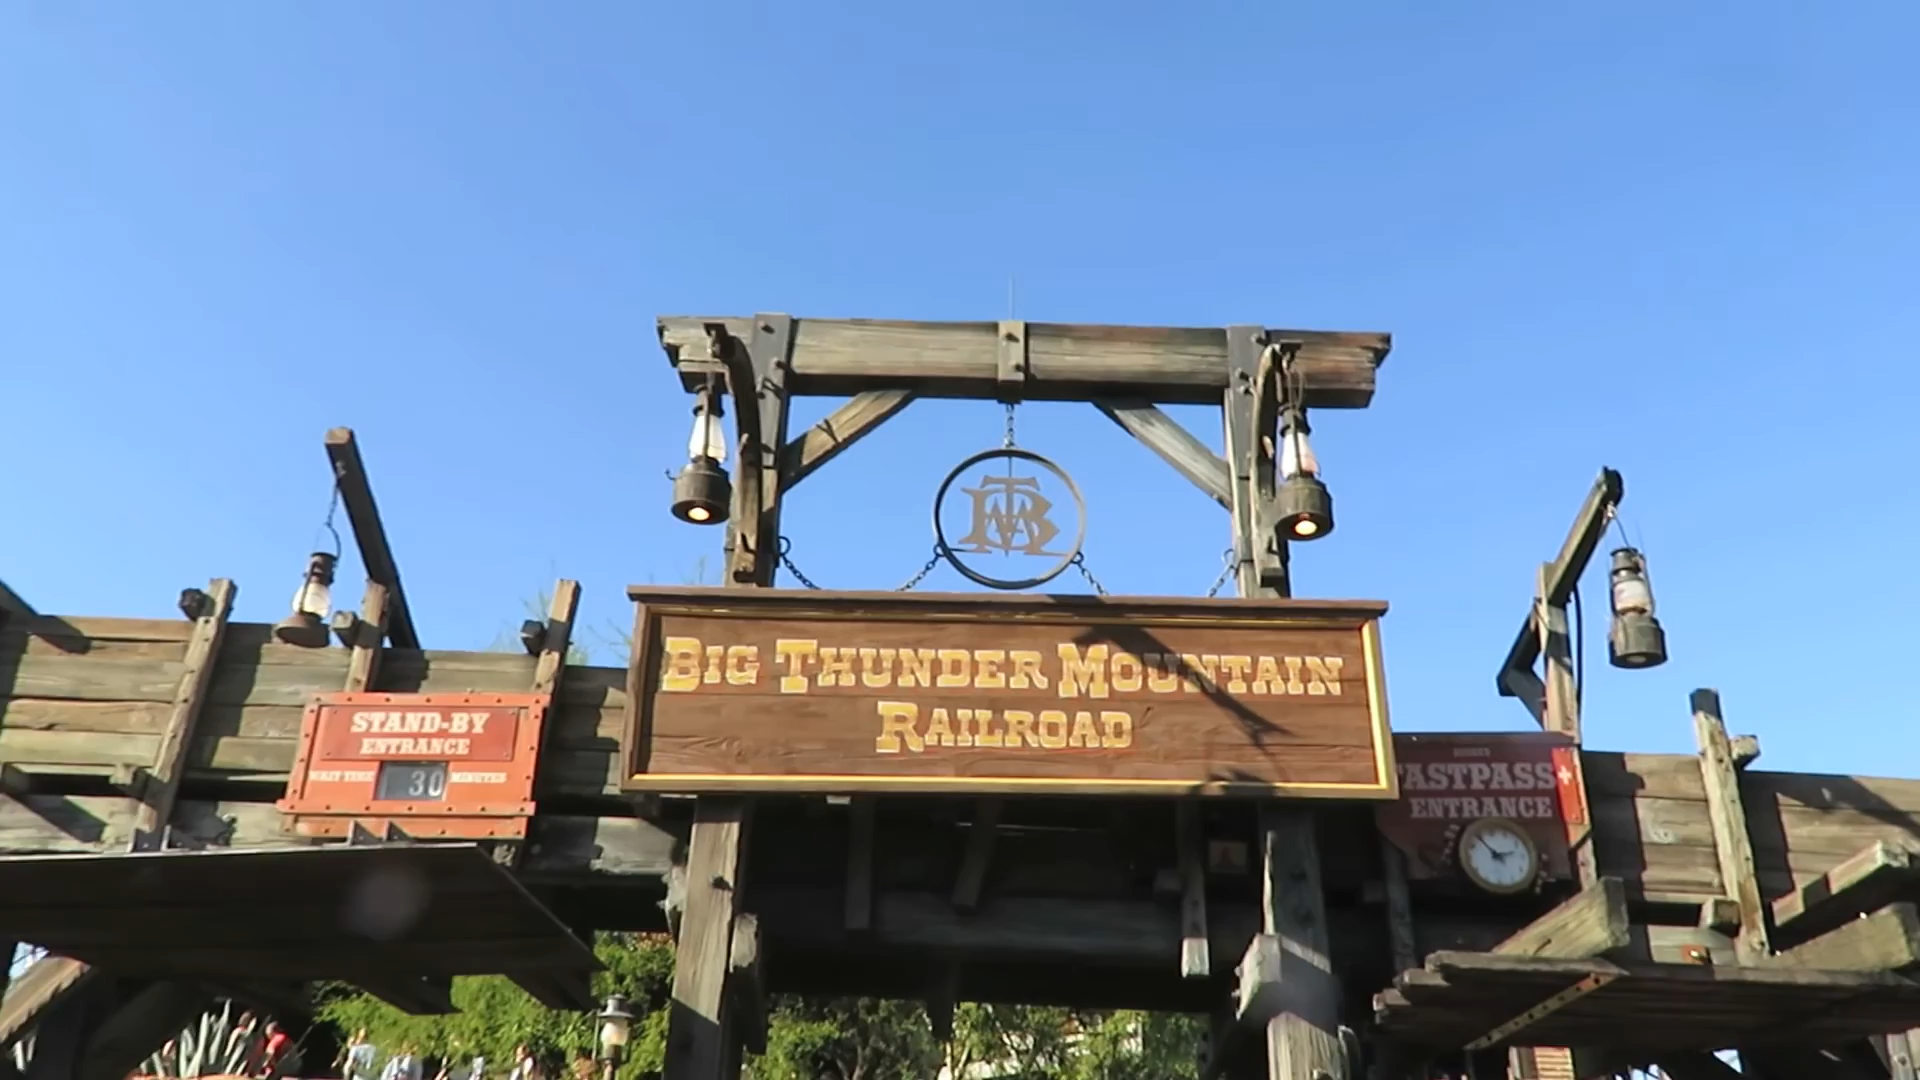 BIG THUNDER MOUNTAIN
RAILROAD
STAND-BY
ENTRANCE
WAIT TIME 30 MINUTES
FASTPASS
ENTRANCE